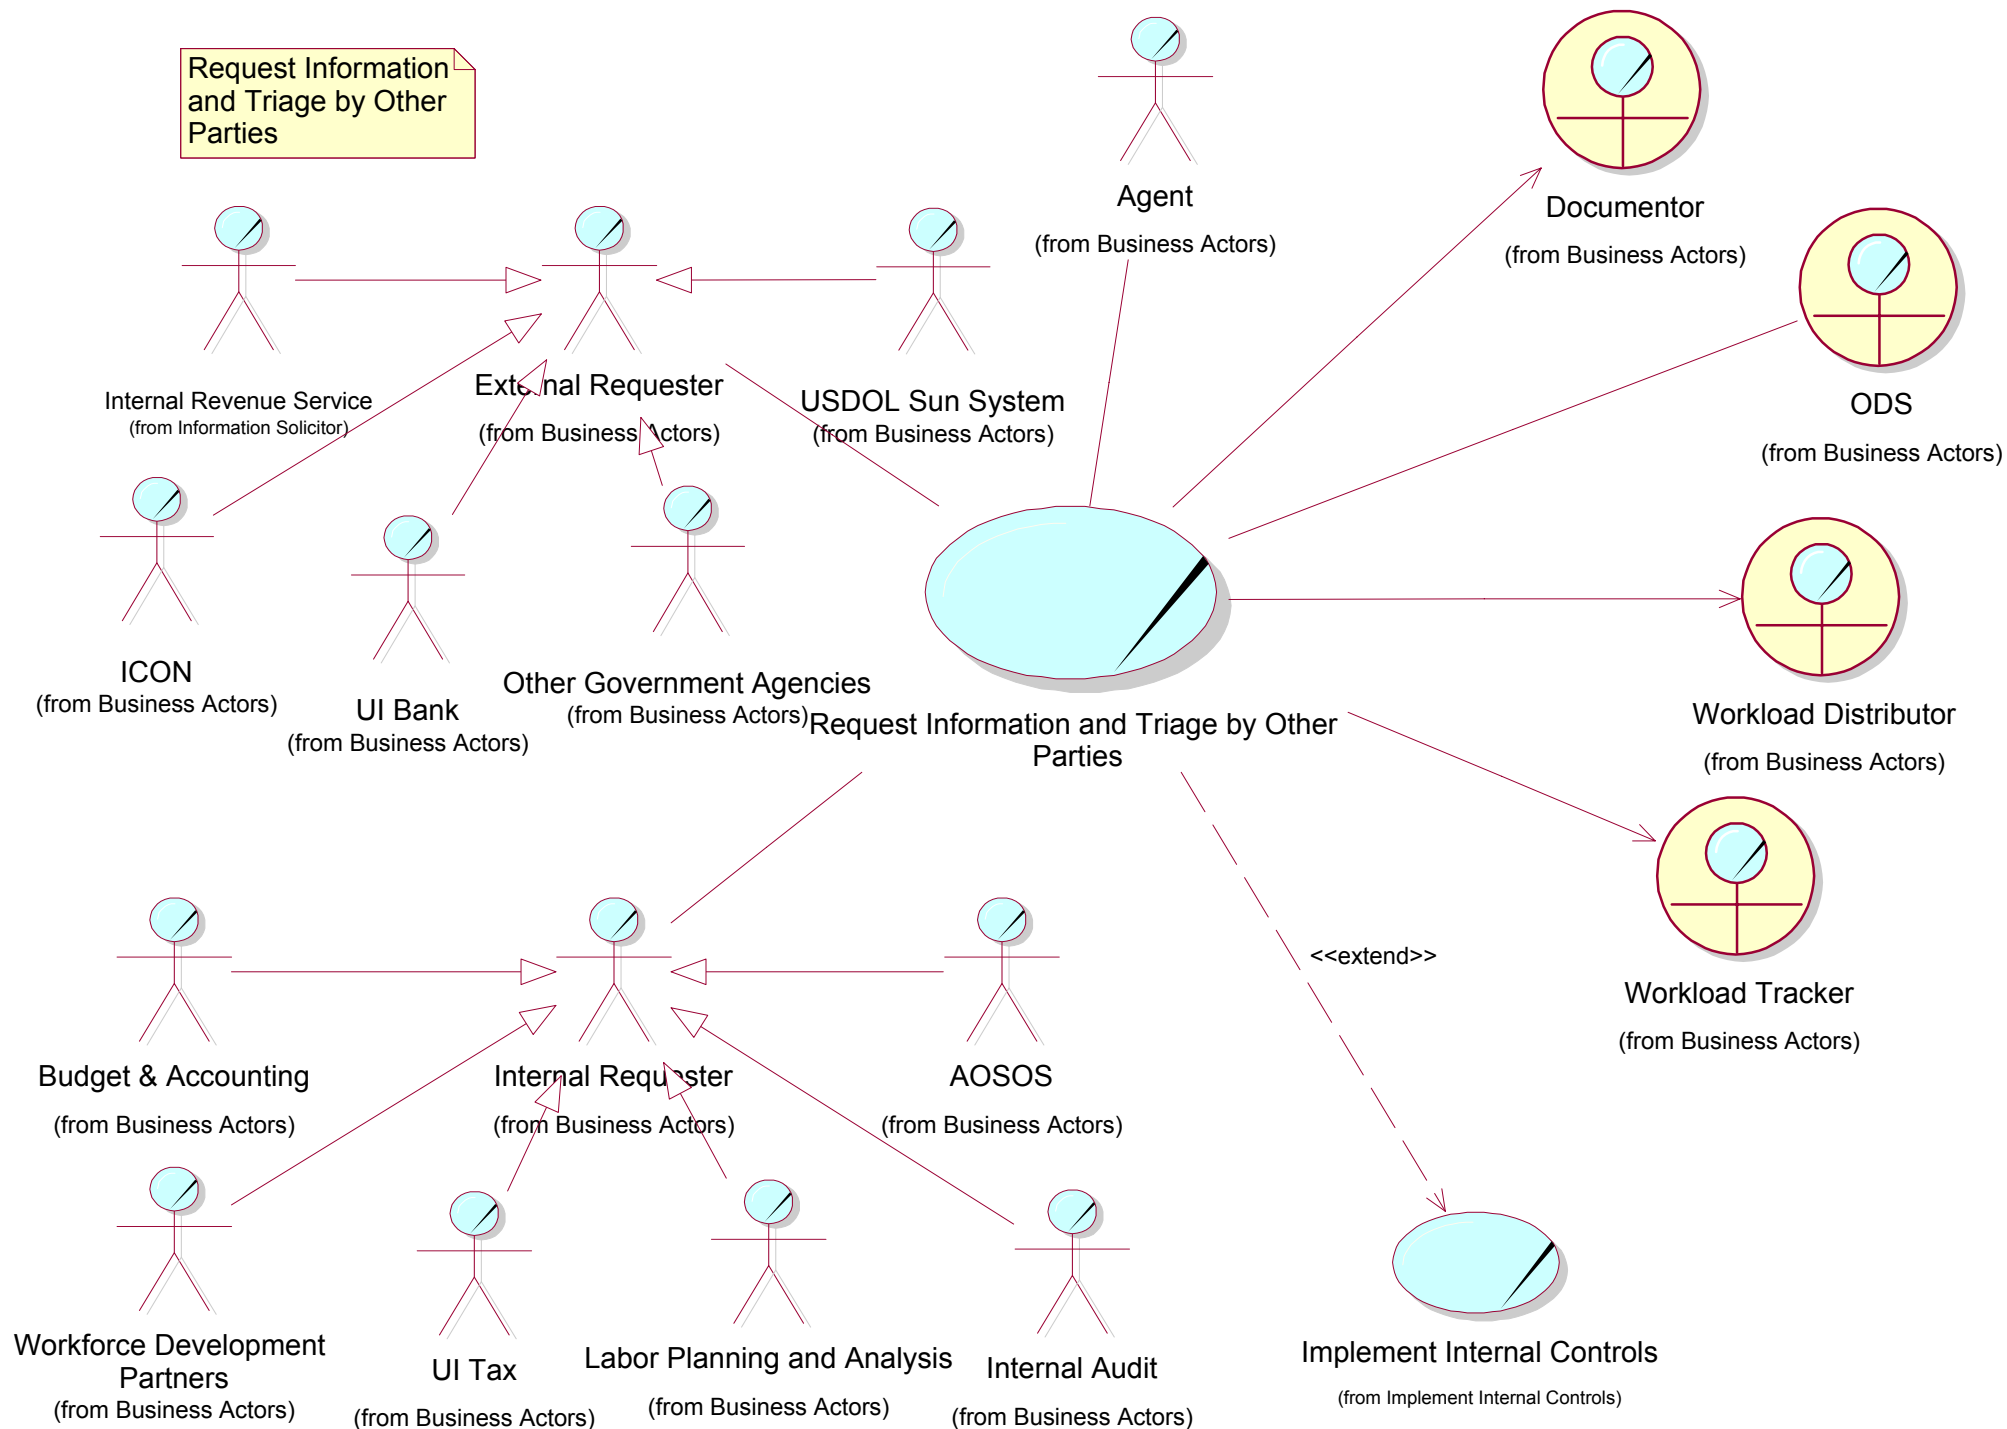 Request Information
and Triage by Other
Parties
Agent
(from Business Actors)
Documentor
(from Business Actors)
Internal Revenue Service
(from Information Solicitor)
External Requester
(from Business Actors)
USDOL Sun System
(from Business Actors)
ODS
(from Business Actors)
ICON
(from Business Actors)
UI Bank
(from Business Actors)
Other Government Agencies
(from Business Actors)
Request Information and Triage by Other
Parties
Workload Distributor
(from Business Actors)
<<extend>>
Workload Tracker
(from Business Actors)
Budget & Accounting
(from Business Actors)
Internal Requester
(from Business Actors)
AOSOS
(from Business Actors)
Workforce Development
Partners
(from Business Actors)
UI Tax
(from Business Actors)
Labor Planning and Analysis
(from Business Actors)
Internal Audit
(from Business Actors)
Implement Internal Controls
(from Implement Internal Controls)